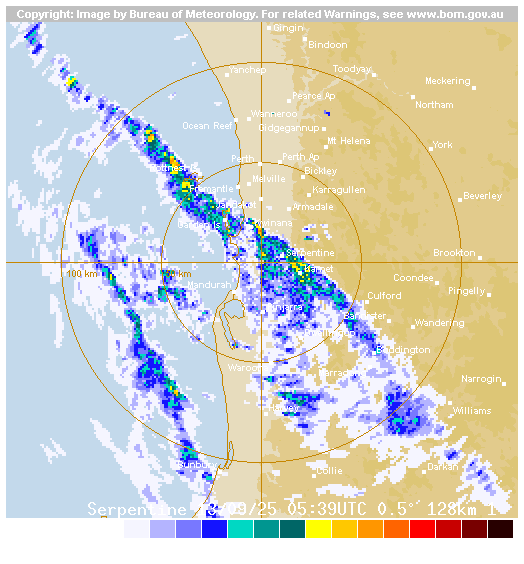 Copyright: Image by Bureau of Meteorology. For related Warnings, see www.bom.gov.au
Gingin
Bindoon
Yanchep
Toodyay
Meckering
Pearce Ap
Northam
Wanneroo
Ocean Reef
Gidgegannup
Mt Helena
York
Perth
Perth Ap
Bickley
Melville
Fremantle
Karragullen
Beverley
Armadale
Kwinana
Serpentine
Brookton
100 km
Mandurah
Coondee
Pingelly
Culford
Wandering
Boddington
Narrogin
Williams
Darkan
Collie
Serpentine 09/25 05:39UTC 0.5° 128km 1